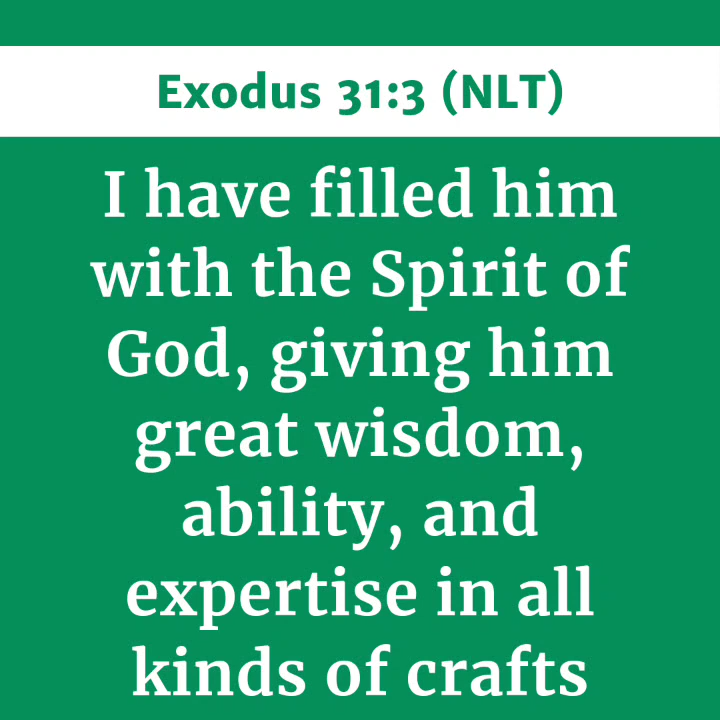 Exodus 31:3 (NLT)
I have filled him
with the Spirit of
God, giving him
great wisdom,
ability, and
expertise in all
kinds of crafts